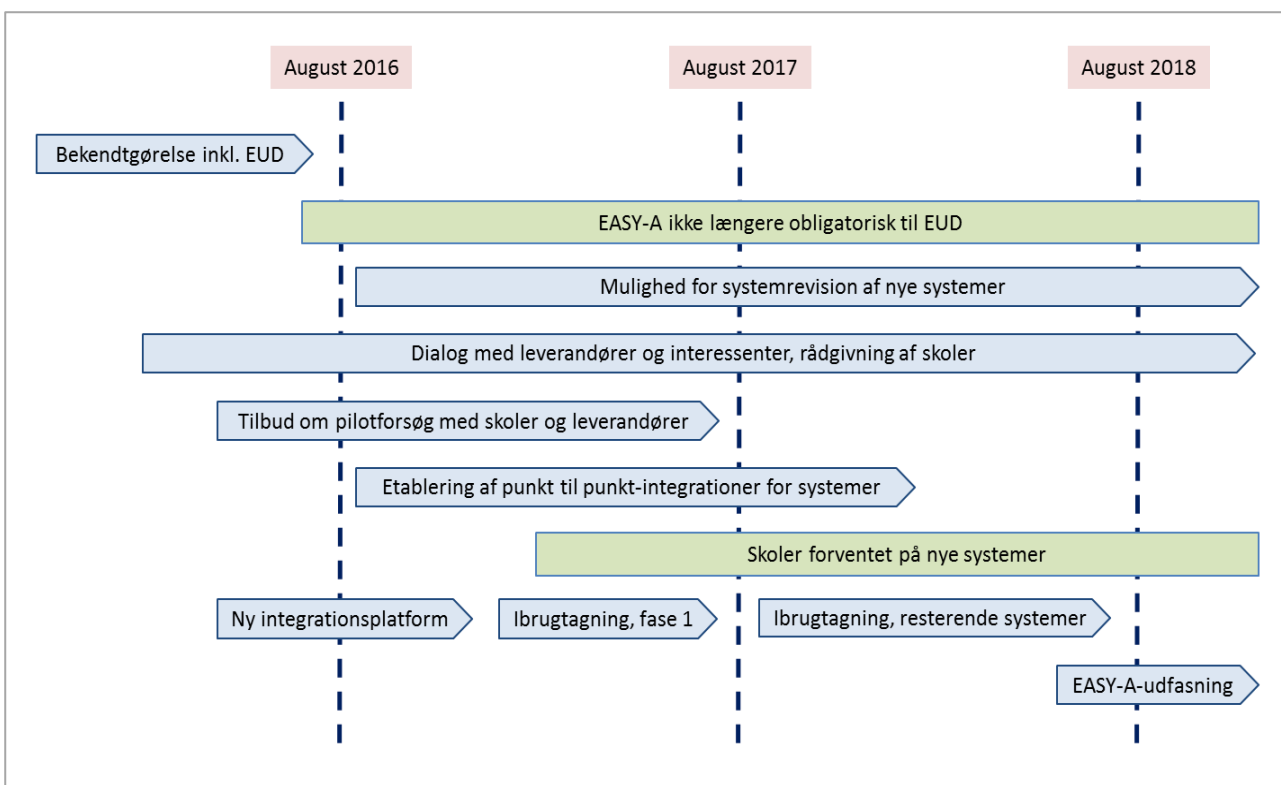 August 2016
August 2017
August 2018
Bekendtgørelse inkl. EUD
EASY-A ikke længere obligatorisk til EUD
Mulighed for systemrevision af nye systemer
Dialog med leverandører og interessenter, rådgivning af skoler
Tilbud om pilotforsøg med skoler og leverandører
Etablering af punkt til punkt-integrationer for systemer
Skoler forventet på nye systemer
Ny integrationsplatform
Ibrugtagning, fase 1
Ibrugtagning, resterende systemer
EASY-A-udfasning